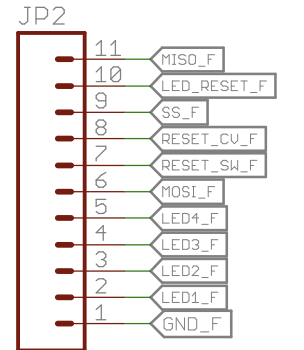 JP2
11 MISO_F
10 LED_RESET_F
9 SS_F
8 RESET_CV_F
7 RESET_SW_F
6 MOSI_F
5 LED4_F
4 LED3_F
3 LED2_F
2 LED1_F
1 GND_F